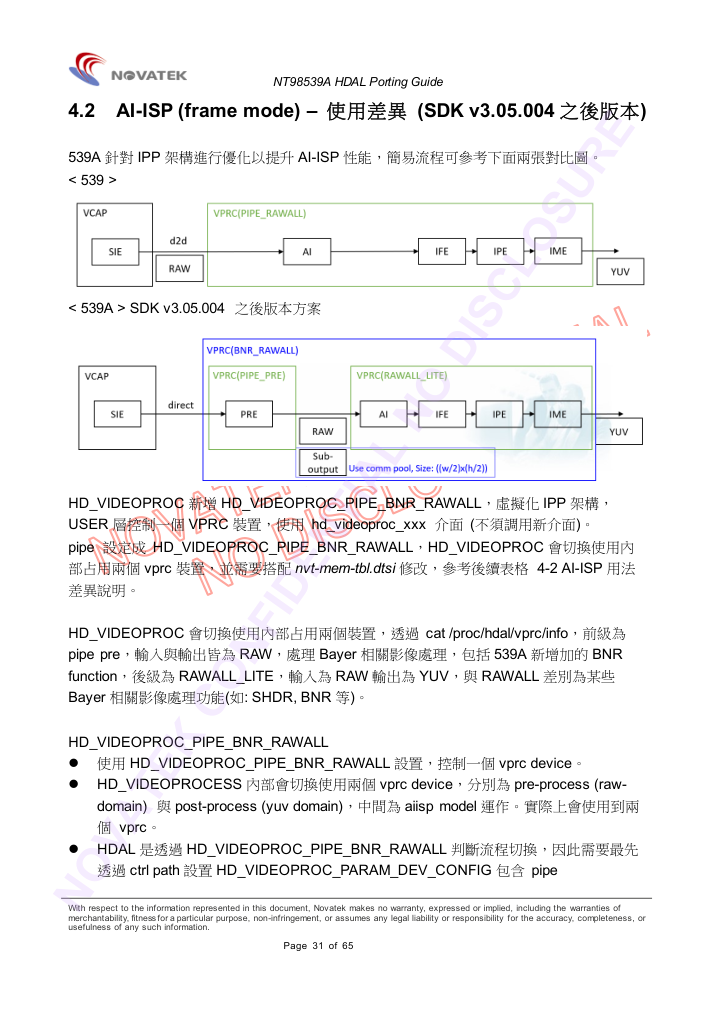 NOVATEK
NT98539A HDAL Porting Guide
4.2 AI-ISP (frame mode) – 使用差異 (SDK v3.05.004 之後版本)
539A 針對 IPP 架構進行優化以提升 AI-ISP 性能，簡易流程可參考下面兩張對比圖。
< 539 >
VCAP
VPRC(PIPE_RAWALL)
SIE
d2d
RAW
AI
IFE
IPE
IME
YUV
< 539A > SDK v3.05.004 之後版本方案
VPRC(BNR_RAWALL)
VCAP
VPRC(PIPE_PRE)
VPRC(RAWALL_LITE)
SIE
direct
PRE
RAW
AI
IFE
IPE
IME
YUV
Sub-
output
Use comm pool, Size: ((w/2)x(h/2))
HD_VIDEOPROC 新增 HD_VIDEOPROC_PIPE_BNR_RAWALL，虛擬化 IPP 架構，
USER 層控制一個 VPRC 裝置，使用 hd_videoproc_xxx 介面 (不須調用新介面)。
pipe 設定成 HD_VIDEOPROC_PIPE_BNR_RAWALL，HD_VIDEOPROC 會切換使用內
部占用兩個 vprc 裝置，並需要搭配 nvt-mem-tbl.dtsi 修改，參考後續表格 4-2 AI-ISP 用法
差異說明。
HD_VIDEOPROC 會切換使用內部占用兩個裝置，透過 cat /proc/hdal/vprc/info，前級為
pipe pre，輸入與輸出皆為 RAW，處理 Bayer 相關影像處理，包括 539A 新增加的 BNR
function，後級為 RAWALL_LITE，輸入為 RAW 輸出為 YUV，與 RAWALL 差別為某些
Bayer 相關影像處理功能(如: SHDR, BNR 等)。
HD_VIDEOPROC_PIPE_BNR_RAWALL
● 使用 HD_VIDEOPROC_PIPE_BNR_RAWALL 設置，控制一個 vprc device。
● HD_VIDEOPROCESS 內部會切換使用兩個 vprc device，分別為 pre-process (raw-
domain) 與 post-process (yuv domain)，中間為 aiisp model 運作。實際上會使用到兩
個 vprc。
● HDAL 是透過 HD_VIDEOPROC_PIPE_BNR_RAWALL 判斷流程切換，因此需要最先
透過 ctrl path 設置 HD_VIDEOPROC_PARAM_DEV_CONFIG 包含 pipe
With respect to the information represented in this document, Novatek makes no warranty, expressed or implied, including the warranties of
merchantability, fitness for a particular purpose, non-infringement, or assumes any legal liability or responsibility for the accuracy, completeness, or
usefulness of any such information.
Page 31 of 65